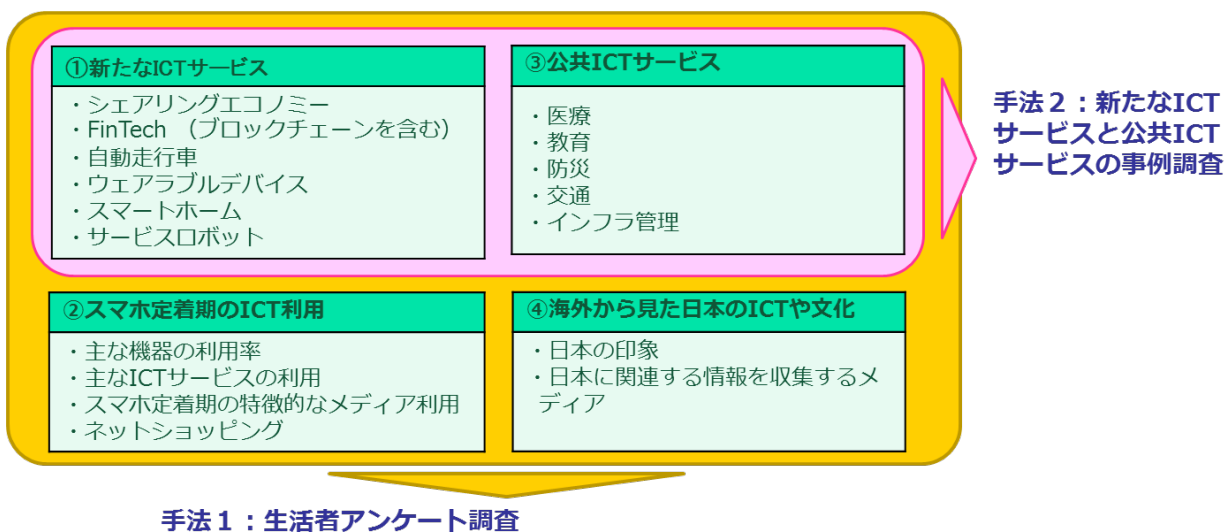 ①新たなICTサービス
・シェアリングエコノミー
・FinTech （ブロックチェーンを含む）
・自動走行車
・ウェアラブルデバイス
・スマートホーム
・サービスロボット
③公共ICTサービス
・医療
・教育
・防災
・交通
・インフラ管理
手法２：新たなICT
サービスと公共ICT
サービスの事例調査
②スマホ定着期のICT利用
・主な機器の利用率
・主なICTサービスの利用
・スマホ定着期の特徴的なメディア利用
・ネットショッピング
④海外から見た日本のICTや文化
・日本の印象
・日本に関連する情報を収集するメ
ディア
手法１：生活者アンケート調査